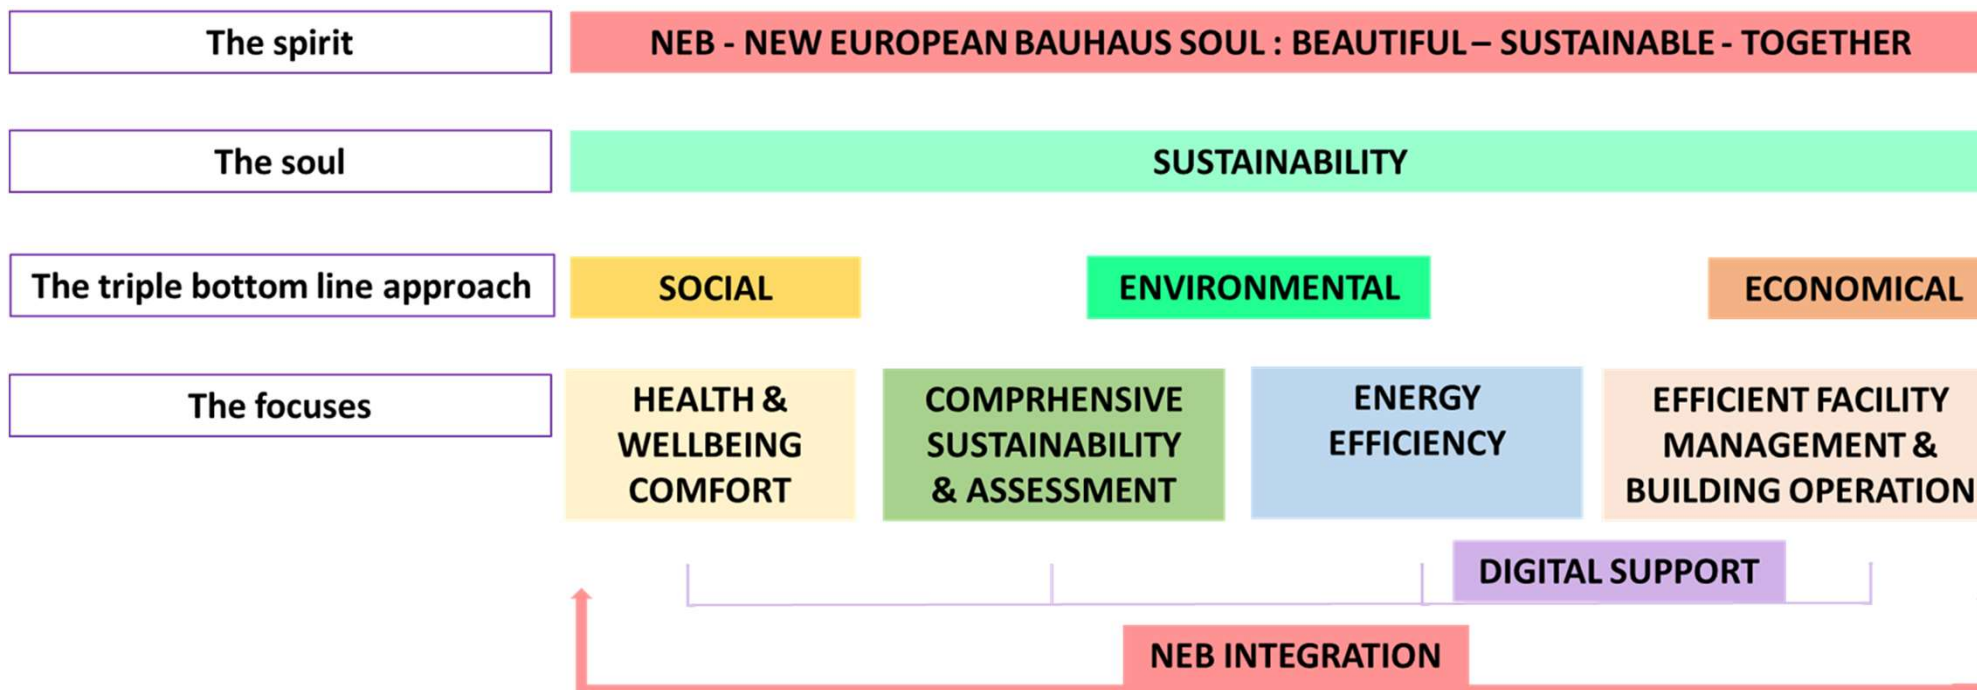 The spirit
NEB - NEW EUROPEAN BAUHAUS SOUL : BEAUTIFUL – SUSTAINABLE - TOGETHER
The soul
SUSTAINABILITY
The triple bottom line approach
SOCIAL
ENVIRONMENTAL
ECONOMICAL
The focuses
HEALTH &
WELLBEING
COMFORT
COMPRHENSIVE
SUSTAINABILITY
& ASSESSMENT
ENERGY
EFFICIENCY
EFFICIENT FACILITY
MANAGEMENT &
BUILDING OPERATION
DIGITAL SUPPORT
NEB INTEGRATION